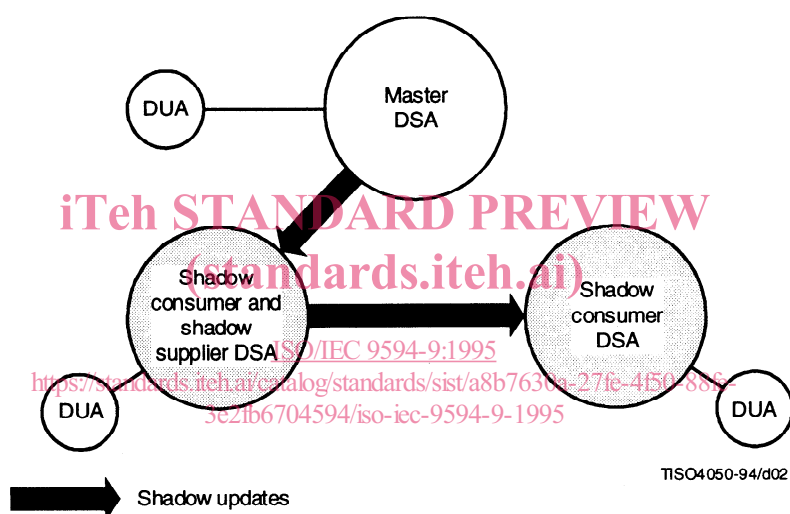 Master
DSA
DUA
iTeh STANDARD PREVIEW
(standards.iteh.ai)
Shadow
consumer and
shadow
supplier DSA
Shadow
consumer
DSA
ISO/IEC 9594-9:1995
https://standards.iteh.ai/catalog/standards/sist/a8b7630a-27fe-4f50-88fe-
3e2fb6704594/iso-iec-9594-9-1995
DUA
DUA
TISO4050-94/d02
Shadow updates